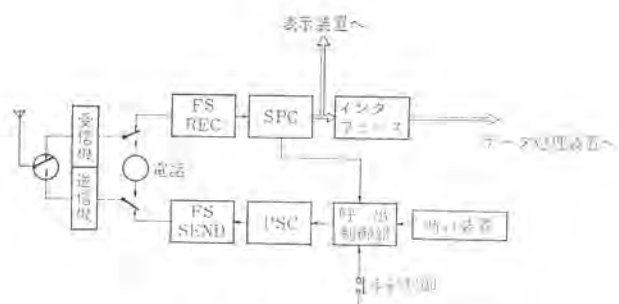 表示装置へ
FS
REC
SPC
インタ
フェース
データ処理装置へ
受信機
電話
送信機
FS
SEND
PSC
呼出
制御部
時計装置